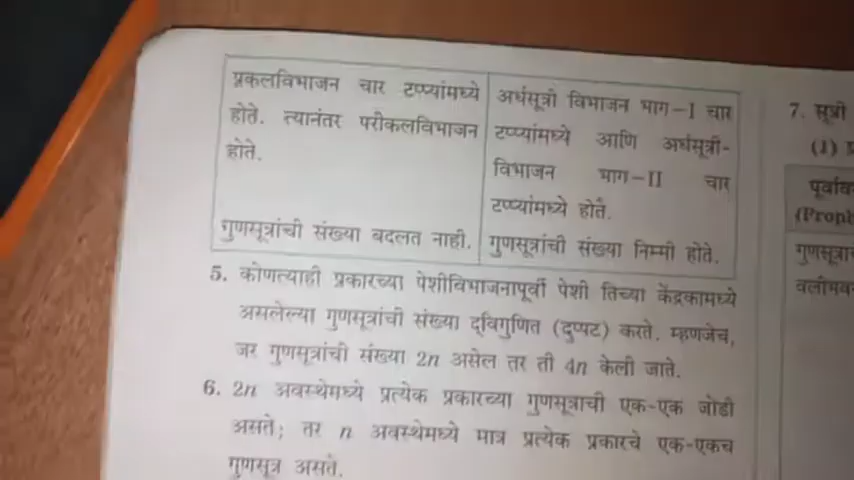 प्रकलविभाजन चार टप्प्यांमध्ये
होते. त्यानंतर परीकलविभाजन
होते.
गुणसूत्रांची संख्या बदलत नाही.
अर्धसूत्री विभाजन भाग-I चार
टप्प्यांमध्ये आणि अर्धसूत्री-
विभाजन भाग-II चार
टप्प्यांमध्ये होते.
गुणसूत्रांची संख्या निम्मी होते.
5. कोणत्याही प्रकारच्या पेशीविभाजनापूर्वी पेशी तिच्या केंद्रकामध्ये
असलेल्या गुणसूत्रांची संख्या द्विगुणित (दुप्पट) करते. म्हणजेच,
जर गुणसूत्रांची संख्या 2n असेल तर ती 4n केली जाते.
6. 2n अवस्थेमध्ये प्रत्येक प्रकारच्या गुणसूत्राची एक-एक जोडी
असते; तर n अवस्थेमध्ये मात्र प्रत्येक प्रकारचे एक-एकच
गुणसूत्र असते.
7. सूत्री
(1)